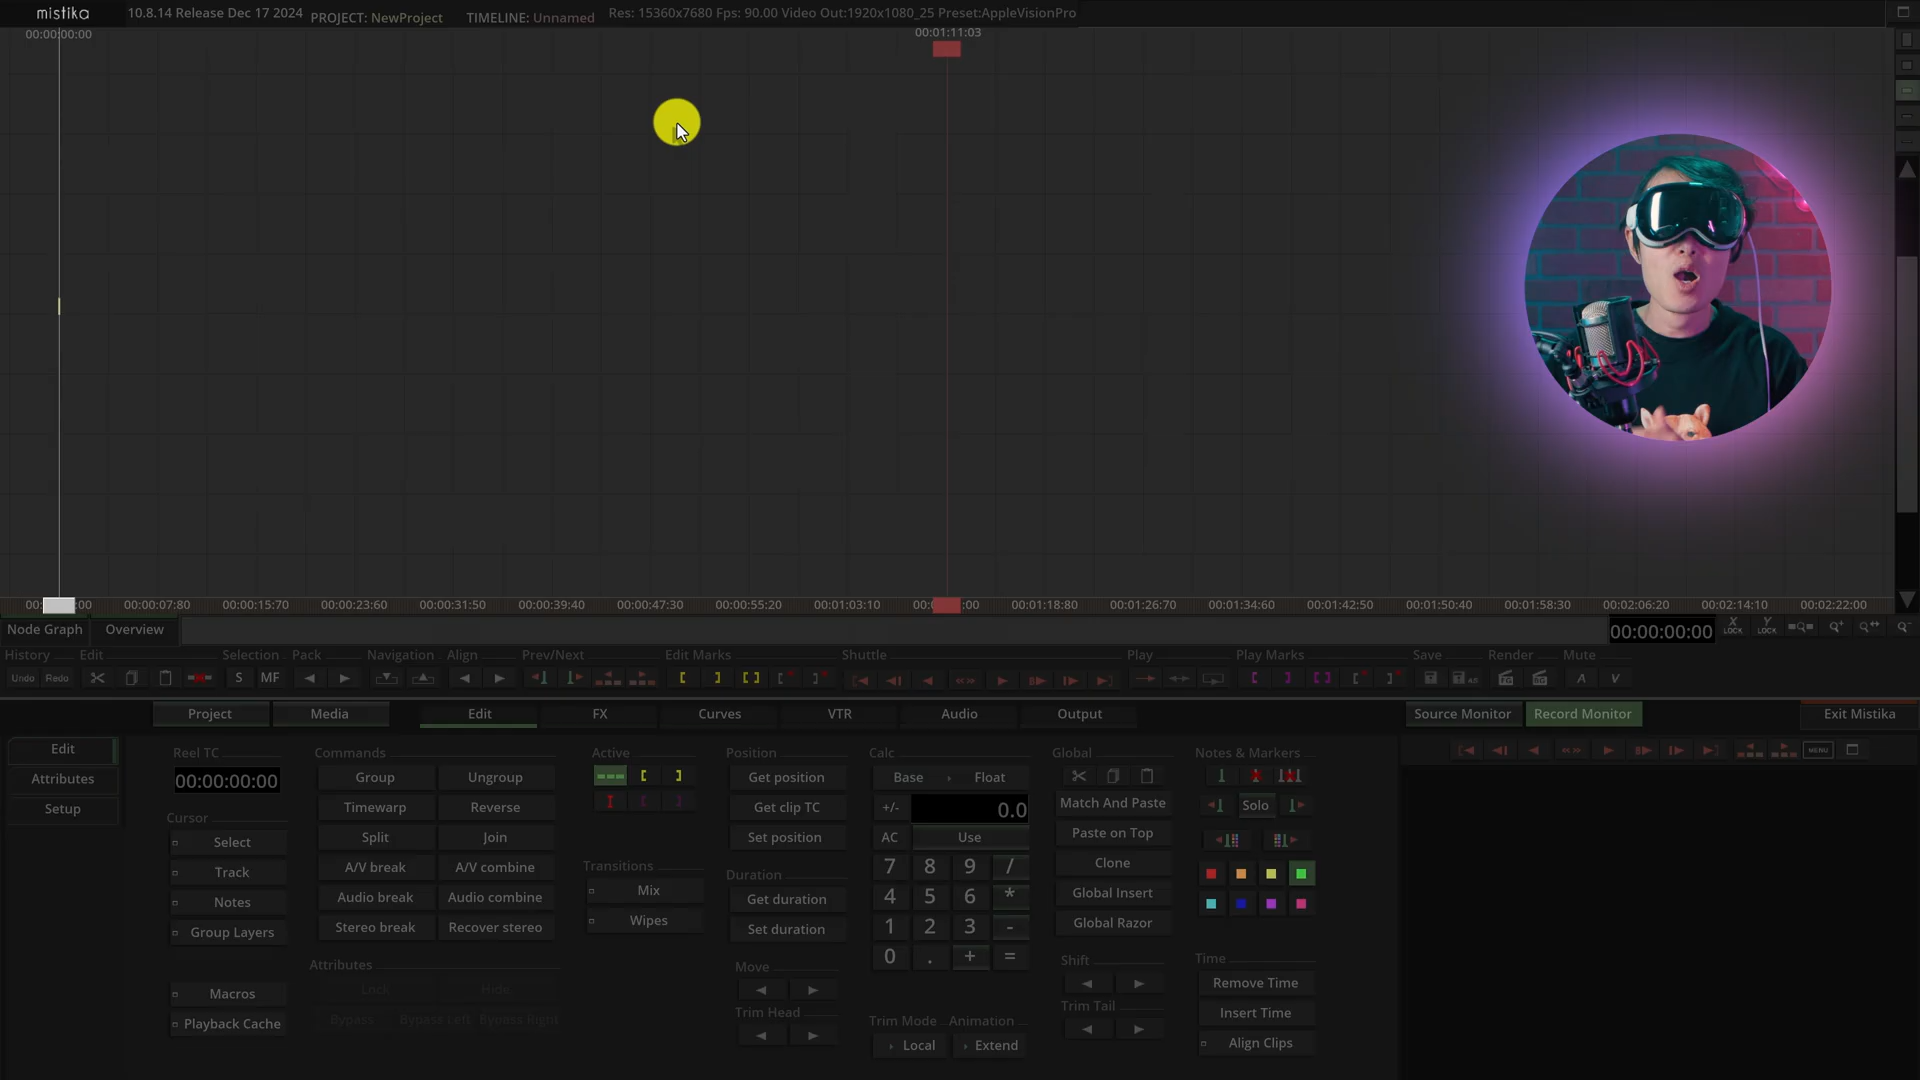 mistika
10.8.14 Release Dec 17 2024
PROJECT: NewProject
TIMELINE: Unnamed
Res: 15360x7680 Fps: 90.00 Video Out:1920x1080_25 Preset:AppleVisionPro
00:00:00:00
00:01:11:03
00:00:07:80 00:00:15:70 00:00:23:60 00:00:31:50 00:00:39:40 00:00:47:30 00:00:55:20 00:01:03:10 00:01:18:80 00:01:26:70 00:01:34:60 00:01:42:50 00:01:50:40 00:01:58:30 00:02:06:20 00:02:14:10 00:02:22:00
Node Graph Overview 00:00:00:00 X LOCK Y LOCK
History Edit Selection Pack Navigation Align Prev/Next Edit Marks Shuttle Play Play Marks Save Render Mute
Undo Redo S MF A V
Project Media Edit FX Curves VTR Audio Output Source Monitor Record Monitor Exit Mistika
Edit
Attributes
Setup
Reel TC
00:00:00:00
Cursor
Select
Track
Notes
Group Layers
Macros
Playback Cache
Commands
Group Ungroup
Timewarp Reverse
Split Join
A/V break A/V combine
Audio break Audio combine
Stereo break Recover stereo
Attributes
Lock Hide
Bypass Bypass Left Bypass Right
Active
Transitions
Mix
Wipes
Position
Get position
Get clip TC
Set position
Duration
Get duration
Set duration
Move
Trim Head
Calc
Base Float
+/- 0.0
AC Use
7 8 9 /
4 5 6 *
1 2 3 -
0 . + =
Trim Mode Animation
Local Extend
Global
Match And Paste
Paste on Top
Clone
Global Insert
Global Razor
Shift
Trim Tail
Notes & Markers
Solo
Time
Remove Time
Insert Time
Align Clips
MENU